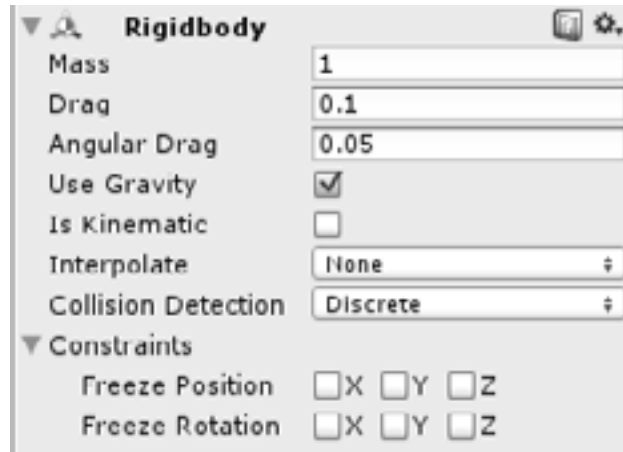 Rigidbody
Mass 1
Drag 0.1
Angular Drag 0.05
Use Gravity
Is Kinematic
Interpolate None
Collision Detection Discrete
Constraints
Freeze Position X Y Z
Freeze Rotation X Y Z